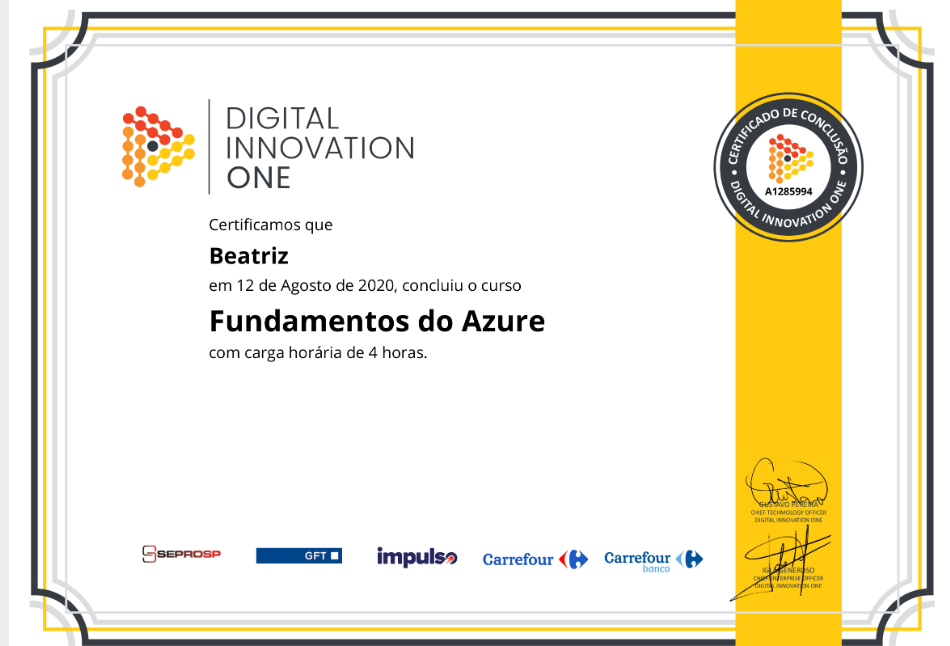 DIGITAL
INNOVATION
ONE
CERTIFICADO DE CONCLUSÃO
A1285994
DIGITAL INNOVATION ONE
Certificamos que
Beatriz
em 12 de Agosto de 2020, concluiu o curso
Fundamentos do Azure
com carga horária de 4 horas.
GUSTAVO PEREIRA
CHIEF TECHNOLOGY OFFICER
DIGITAL INNOVATION ONE
SEPROSP
GFT
impulso
Carrefour
Carrefour
banco
GENEROSO
CHIEF ENTERPRISE OFFICER
DIGITAL INNOVATION ONE